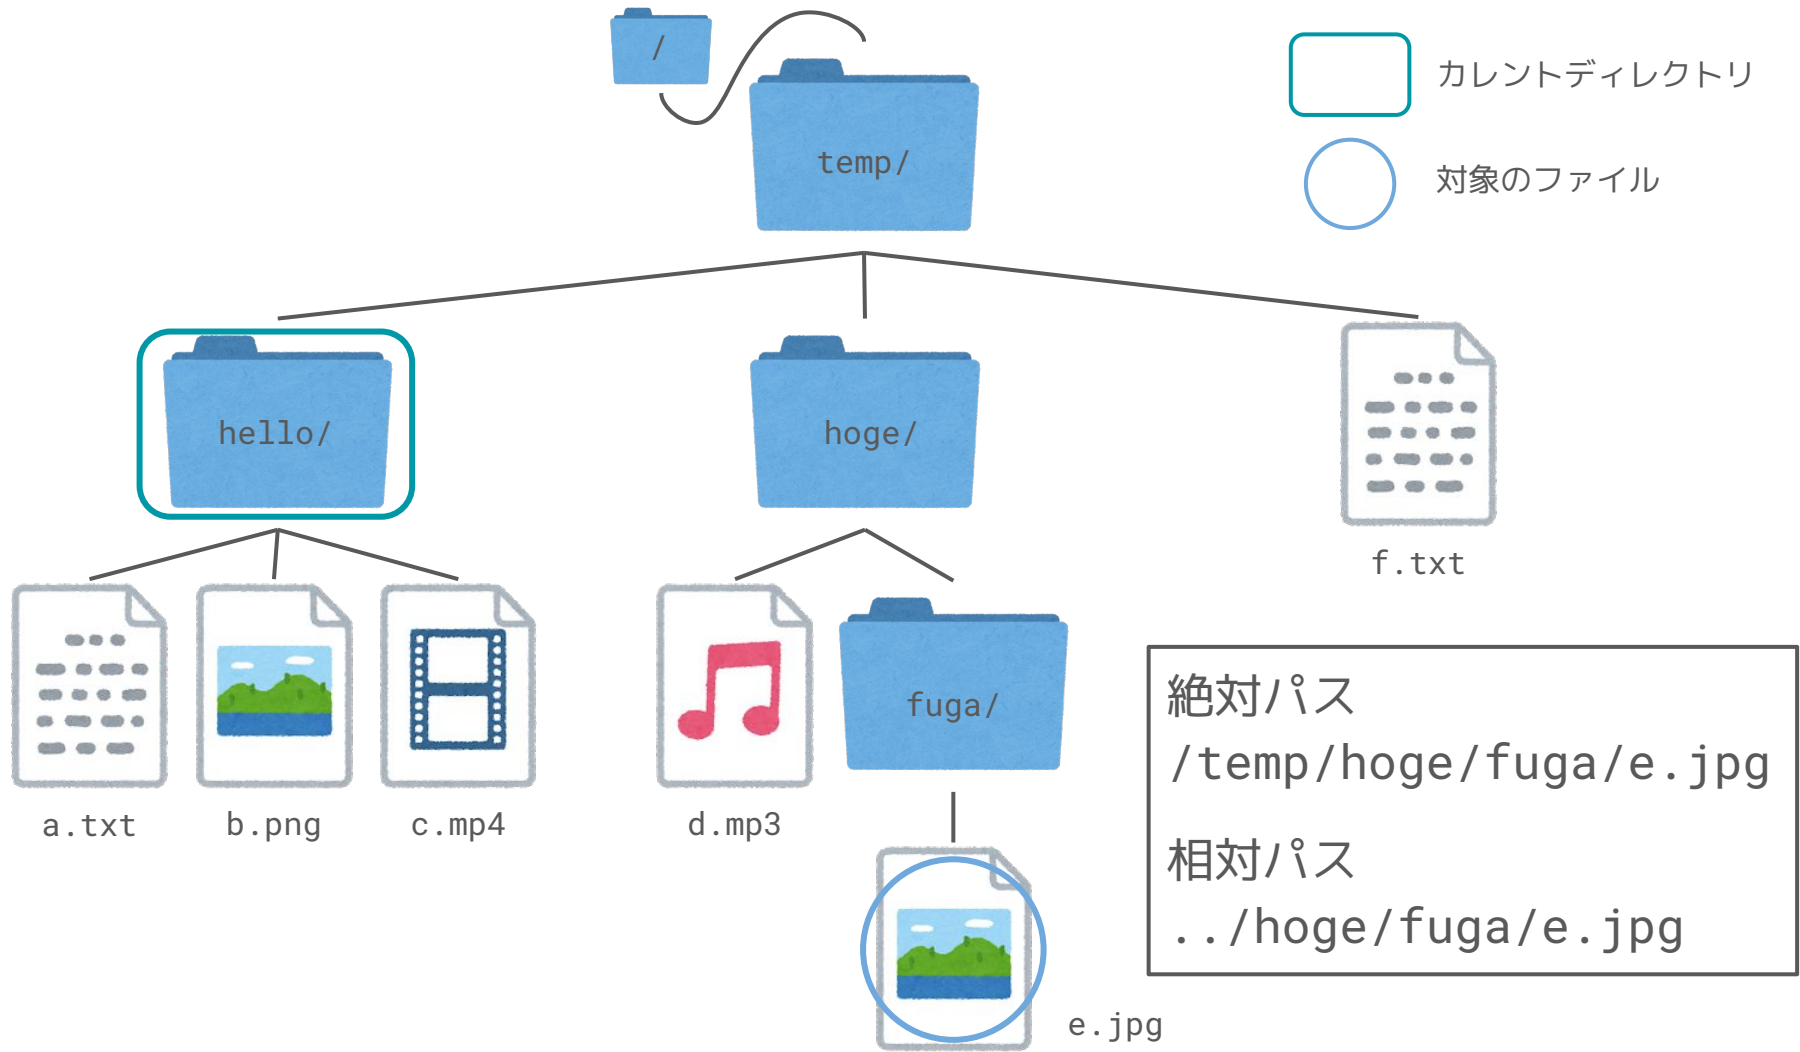 /
temp/
カレントディレクトリ
対象のファイル
hello/
hoge/
f.txt
fuga/
a.txt
b.png
c.mp4
d.mp3
e.jpg
絶対パス
/temp/hoge/fuga/e.jpg
相対パス
../hoge/fuga/e.jpg